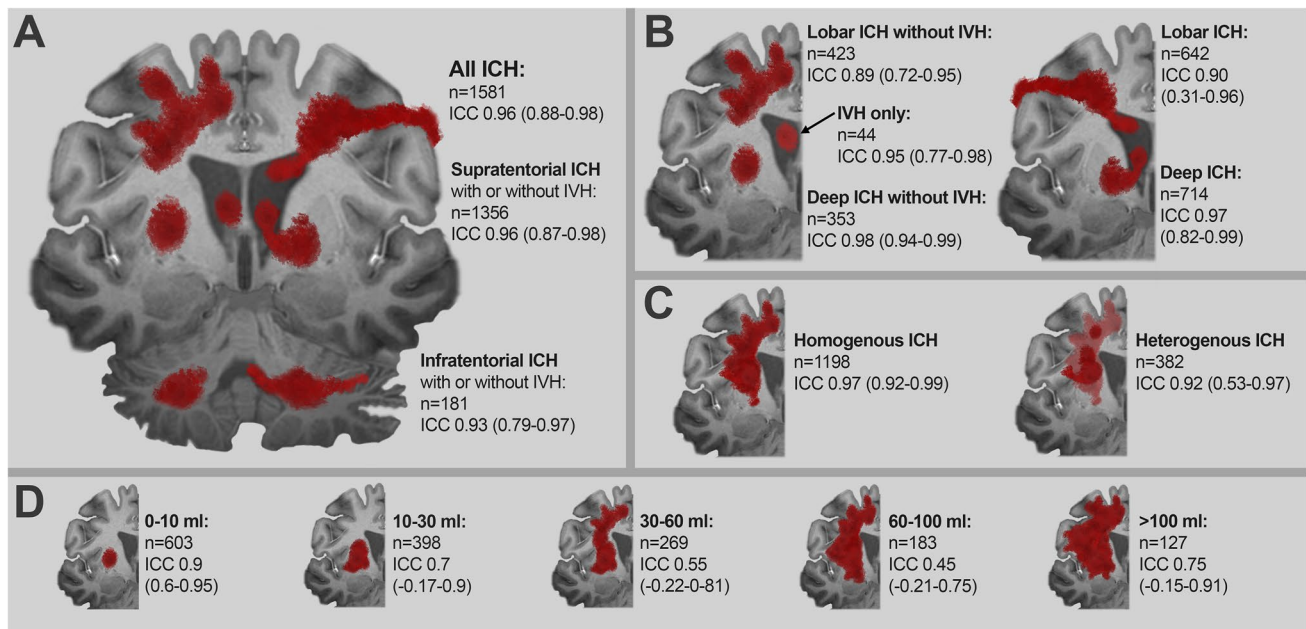 A
All ICH:
n=1581
ICC 0.96 (0.88-0.98)
Supratentorial ICH
with or without IVH:
n=1356
ICC 0.96 (0.87-0.98)
Infratentorial ICH
with or without IVH:
n=181
ICC 0.93 (0.79-0.97)
B
Lobar ICH without IVH:
n=423
ICC 0.89 (0.72-0.95)
IVH only:
n=44
ICC 0.95 (0.77-0.98)
Deep ICH without IVH:
n=353
ICC 0.98 (0.94-0.99)
Lobar ICH:
n=642
ICC 0.90
(0.31-0.96)
Deep ICH:
n=714
ICC 0.97
(0.82-0.99)
C
Homogenous ICH
n=1198
ICC 0.97 (0.92-0.99)
Heterogenous ICH
n=382
ICC 0.92 (0.53-0.97)
D
0-10 ml:
n=603
ICC 0.9
(0.6-0.95)
10-30 ml:
n=398
ICC 0.7
(-0.17-0.9)
30-60 ml:
n=269
ICC 0.55
(-0.22-0-81)
60-100 ml:
n=183
ICC 0.45
(-0.21-0.75)
>100 ml:
n=127
ICC 0.75
(-0.15-0.91)